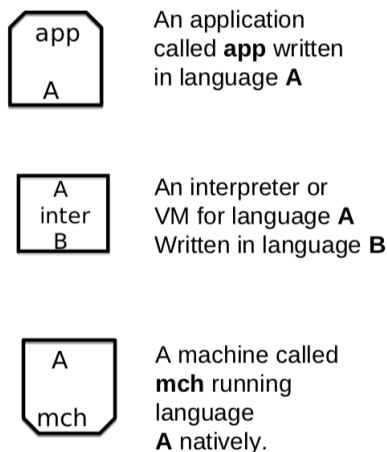 app
A
An application
called app written
in language A
A
inter
B
An interpreter or
VM for language A
Written in language B
A
mch
A machine called
mch running
language
A natively.